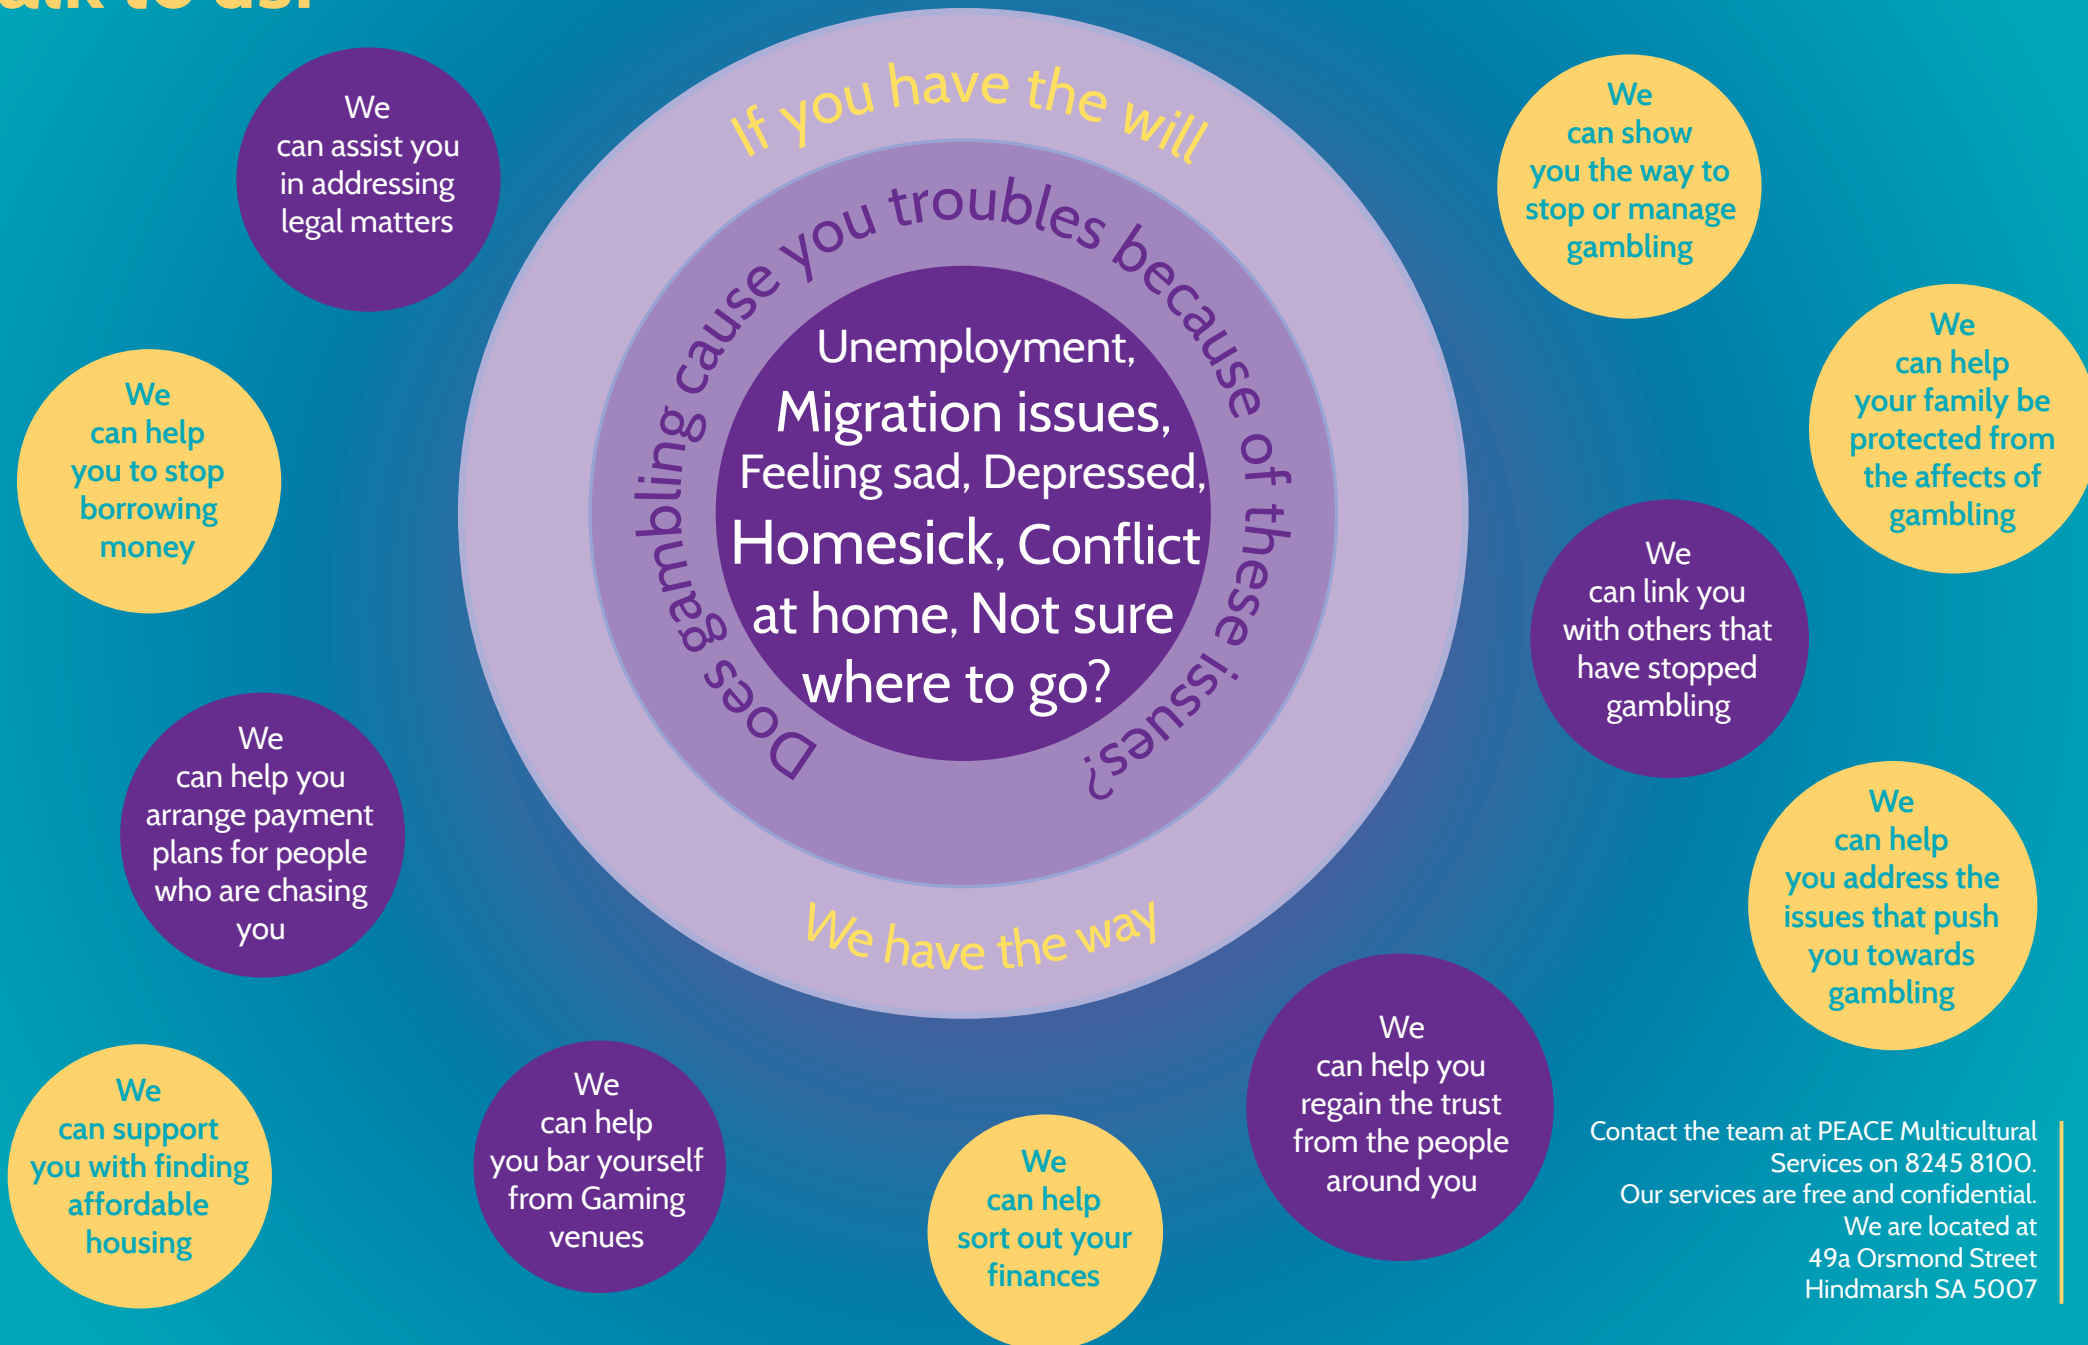 to us!
If you have the will
Does gambling cause you troubles because of these issues?
Unemployment,
Migration issues,
Feeling sad, Depressed,
Homesick, Conflict
at home, Not sure
where to go?
We have the way
We
can assist you
in addressing
legal matters
We
can help
you to stop
borrowing
money
We
can help you
arrange payment
plans for people
who are chasing
you
We
can support
you with finding
affordable
housing
We
can help
you bar yourself
from Gaming
venues
We
can help
sort out your
finances
We
can help you
regain the trust
from the people
around you
We
can show
you the way to
stop or manage
gambling
We
can help
your family be
protected from
the affects of
gambling
We
can link you
with others that
have stopped
gambling
We
can help
you address the
issues that push
you towards
gambling
Contact the team at PEACE Multicultural
Services on 8245 8100.
Our services are free and confidential.
We are located at
49a Orsmond Street
Hindmarsh SA 5007